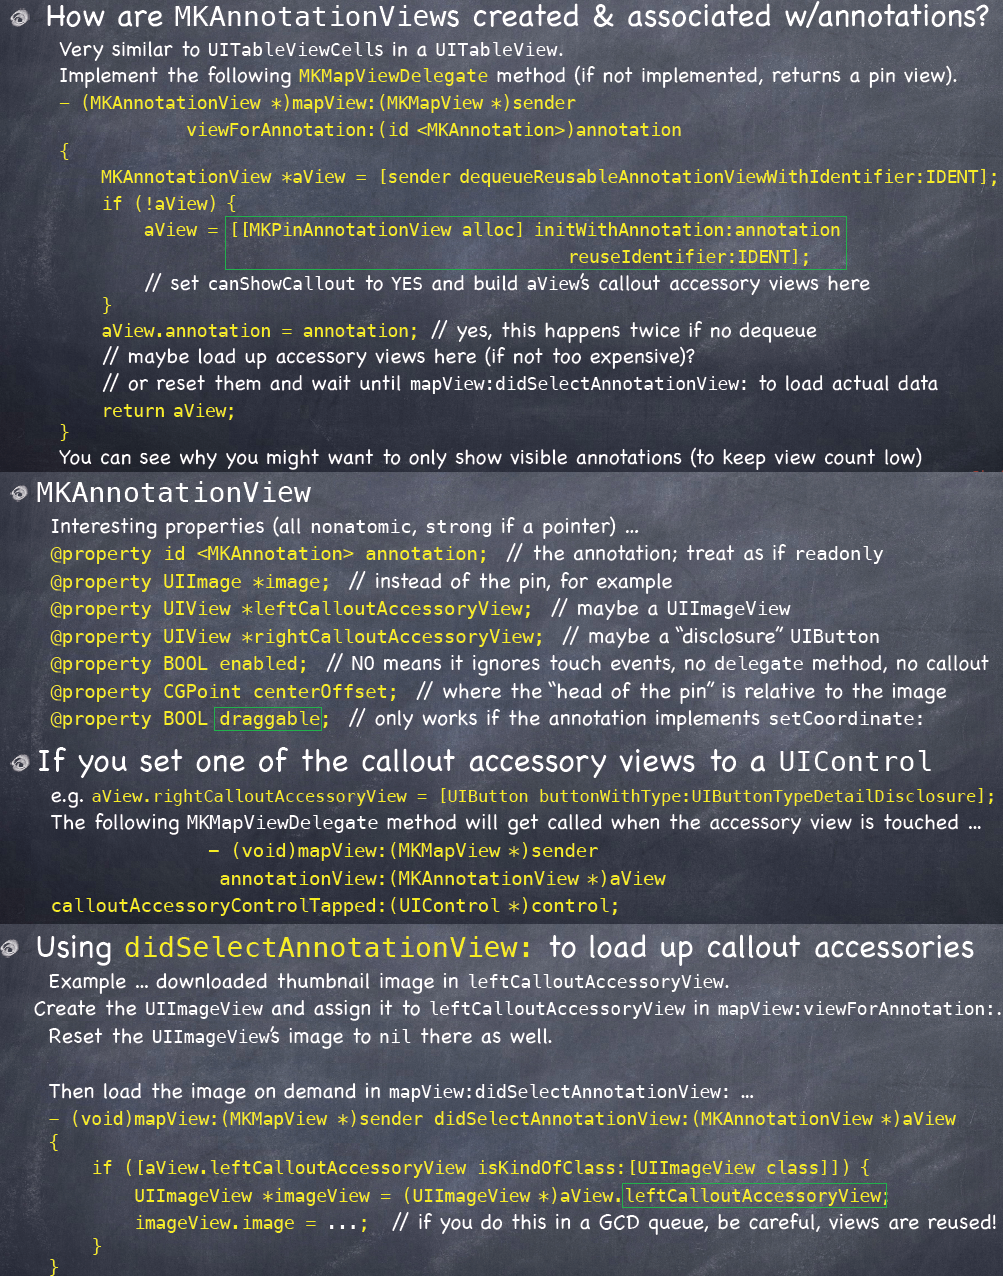 How are MKAnnotationViews created & associated w/annotations?
Very similar to UITableViewCells in a UITableView.
Implement the following MKMapViewDelegate method (if not implemented, returns a pin view).
- (MKAnnotationView *)mapView:(MKMapView *)sender
viewForAnnotation:(id <MKAnnotation>)annotation
{
MKAnnotationView *aView = [sender dequeueReusableAnnotationViewWithIdentifier:IDENT];
if (!aView) {
aView = [[MKPinAnnotationView alloc] initWithAnnotation:annotation
reuseIdentifier:IDENT];
// set canShowCallout to YES and build aView's callout accessory views here
}
aView.annotation = annotation; // yes, this happens twice if no dequeue
// maybe load up accessory views here (if not too expensive)?
// or reset them and wait until mapView:didSelectAnnotationView: to load actual data
return aView;
}
You can see why you might want to only show visible annotations (to keep view count low)
MKAnnotationView
Interesting properties (all nonatomic, strong if a pointer) ...
@property id <MKAnnotation> annotation; // the annotation; treat as if readonly
@property UIImage *image; // instead of the pin, for example
@property UIView *leftCalloutAccessoryView; // maybe a UIImageView
@property UIView *rightCalloutAccessoryView; // maybe a “disclosure” UIButton
@property BOOL enabled; // NO means it ignores touch events, no delegate method, no callout
@property CGPoint centerOffset; // where the “head of the pin” is relative to the image
@property BOOL draggable; // only works if the annotation implements setCoordinate:
If you set one of the callout accessory views to a UIControl
e.g. aView.rightCalloutAccessoryView = [UIButton buttonWithType:UIButtonTypeDetailDisclosure];
The following MKMapViewDelegate method will get called when the accessory view is touched ...
- (void)mapView:(MKMapView *)sender
annotationView:(MKAnnotationView *)aView
calloutAccessoryControlTapped:(UIControl *)control;
Using didSelectAnnotationView: to load up callout accessories
Example ... downloaded thumbnail image in leftCalloutAccessoryView.
Create the UIImageView and assign it to leftCalloutAccessoryView in mapView:viewForAnnotation:.
Reset the UIImageView's image to nil there as well.
Then load the image on demand in mapView:didSelectAnnotationView: ...
- (void)mapView:(MKMapView *)sender didSelectAnnotationView:(MKAnnotationView *)aView
{
if ([aView.leftCalloutAccessoryView isKindOfClass:[UIImageView class]]) {
UIImageView *imageView = (UIImageView *)aView.leftCalloutAccessoryView;
imageView.image = ...; // if you do this in a GCD queue, be careful, views are reused!
}
}